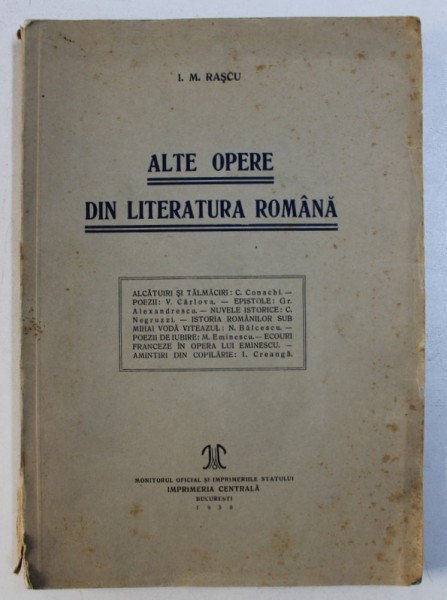 I. M. RAŞCU
ALTE OPERE
DIN LITERATURA ROMÂNĂ
ALCĂTUIRI ŞI TĂLMĂCIRI : C. Conachi. —
POEZII : V. Cârlova. — EPISTOLE : Gr.
Alexandrescu. — NUVELE ISTORICE : C.
Negruzzi. — ISTORIA ROMÂNILOR SUB
MIHAI VODĂ VITEAZUL : N. Bălcescu. —
POEZII DE IUBIRE : M. Eminescu. — ECOURI
FRANCEZE ÎN OPERA LUI EMINESCU. —
AMINTIRI DIN COPILĂRIE : I. Creangă.
MONITORUL OFICIAL ŞI IMPRIMERIILE STATULUI
IMPRIMERIA CENTRALĂ
BUCUREŞTI
1938